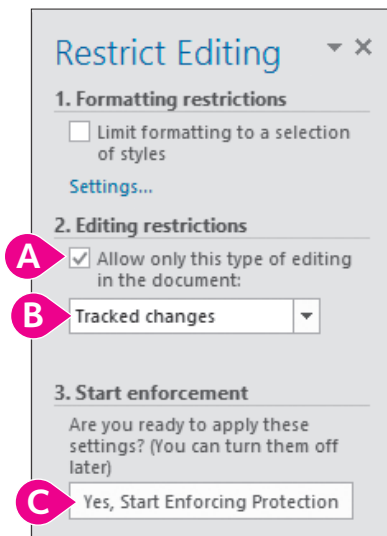 Restrict Editing
1. Formatting restrictions
Limit formatting to a selection
of styles
Settings...
2. Editing restrictions
A
Allow only this type of editing
in the document:
B
Tracked changes
3. Start enforcement
Are you ready to apply these
settings? (You can turn them off
later)
C
Yes, Start Enforcing Protection